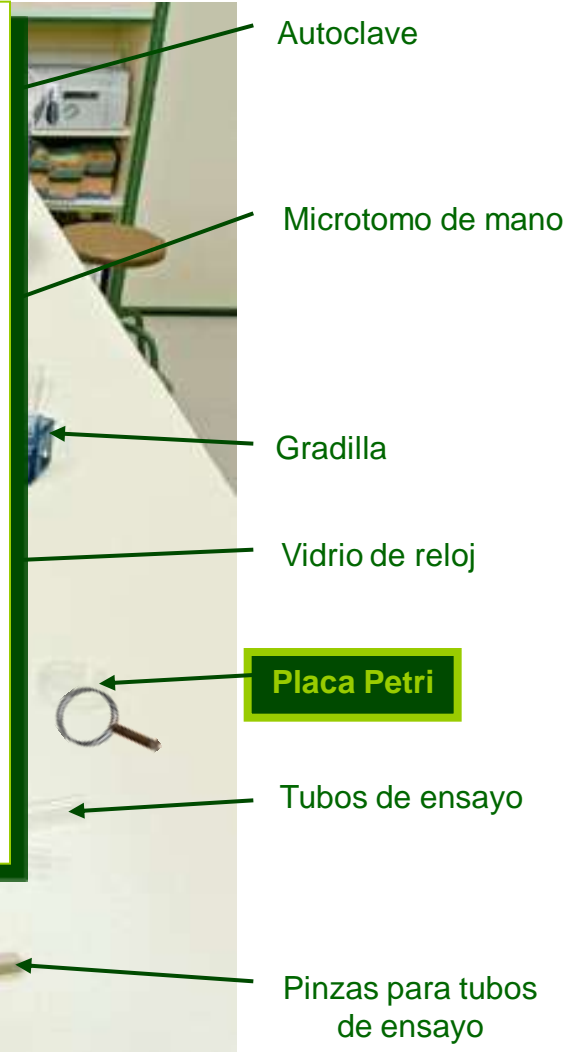 Autoclave
Microtomo de mano
Gradilla
Vidrio de reloj
Placa Petri
Tubos de ensayo
Pinzas para tubos
de ensayo